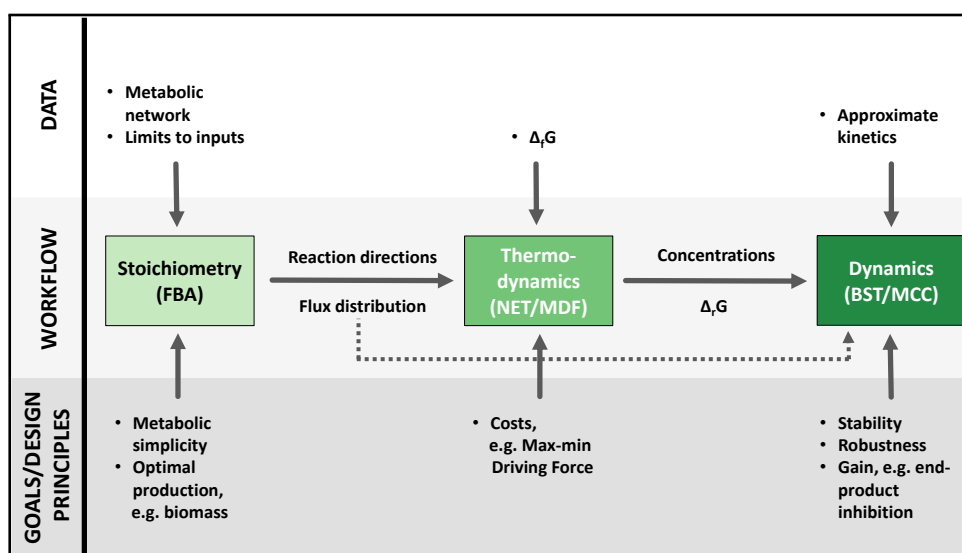 DATA
• Metabolic
network
• Limits to inputs
• ΔfG
• Approximate
kinetics
WORKFLOW
Stoichiometry
(FBA)
Reaction directions
Flux distribution
Thermo-
dynamics
(NET/MDF)
Concentrations
ΔrG
Dynamics
(BST/MCC)
GOALS/DESIGN
PRINCIPLES
• Metabolic
simplicity
• Optimal
production,
e.g. biomass
• Costs,
e.g. Max-min
Driving Force
• Stability
• Robustness
• Gain, e.g. end-
product
inhibition